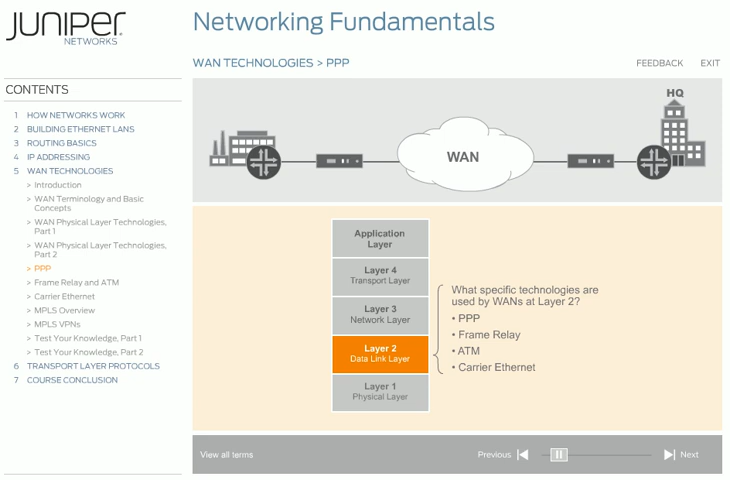 JUNIPER
NETWORKS
Networking Fundamentals
WAN TECHNOLOGIES > PPP
FEEDBACK
EXIT
CONTENTS
1 HOW NETWORKS WORK
2 BUILDING ETHERNET LANS
3 ROUTING BASICS
4 IP ADDRESSING
5 WAN TECHNOLOGIES
> Introduction
> WAN Terminology and Basic
Concepts
> WAN Physical Layer Technologies,
Part 1
> WAN Physical Layer Technologies,
Part 2
> PPP
> Frame Relay and ATM
> Carrier Ethernet
> MPLS Overview
> MPLS VPNs
> Test Your Knowledge, Part 1
> Test Your Knowledge, Part 2
6 TRANSPORT LAYER PROTOCOLS
7 COURSE CONCLUSION
HQ
WAN
Application
Layer
Layer 4
Transport Layer
Layer 3
Network Layer
Layer 2
Data Link Layer
Layer 1
Physical Layer
What specific technologies are
used by WANs at Layer 2?
• PPP
• Frame Relay
• ATM
• Carrier Ethernet
View all terms
Previous
Next